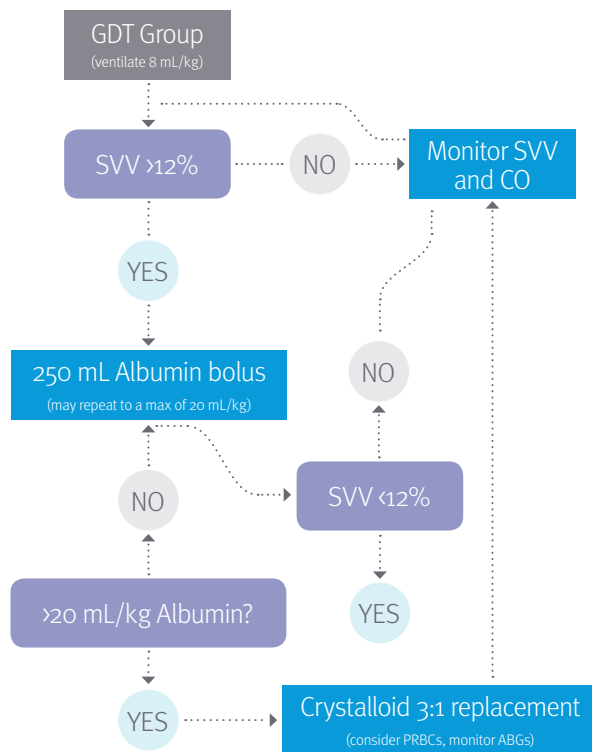 GDT Group
(ventilate 8 mL/kg)
SVV >12%
NO
Monitor SVV
and CO
YES
250 mL Albumin bolus
(may repeat to a max of 20 mL/kg)
NO
NO
SVV <12%
>20 mL/kg Albumin?
YES
YES
Crystalloid 3:1 replacement
(consider PRBCs, monitor ABGs)